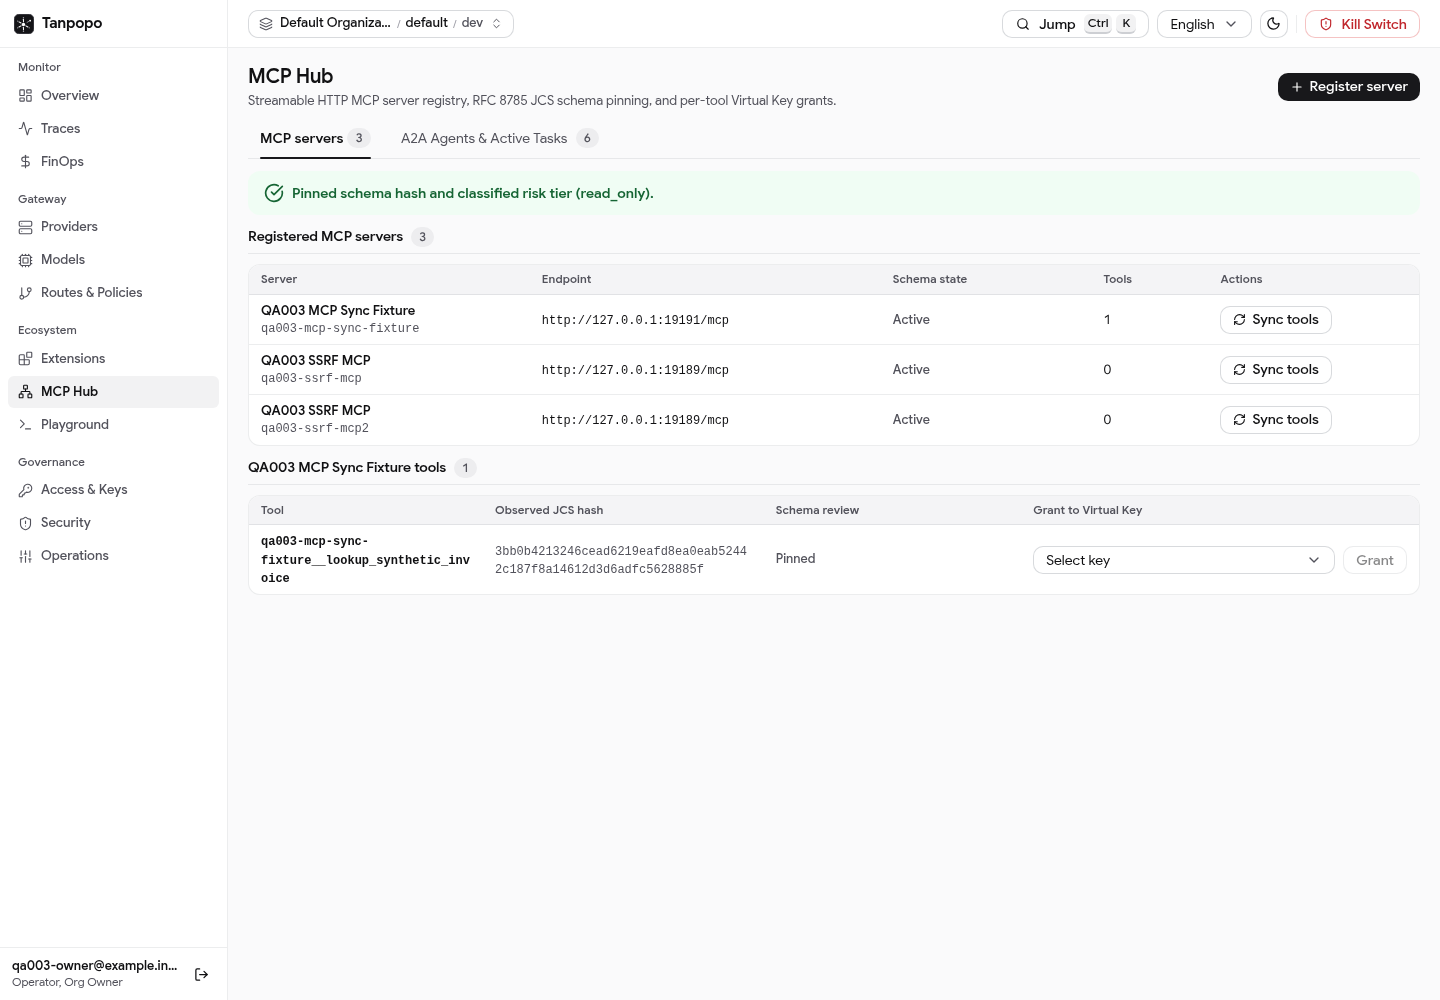 Tanpopo
Default Organiza... / default / dev
Jump Ctrl K
English
Kill Switch
Monitor
Overview
Traces
FinOps
Gateway
Providers
Models
Routes & Policies
Ecosystem
Extensions
MCP Hub
Playground
Governance
Access & Keys
Security
Operations
qa003-owner@example.in...
Operator, Org Owner
MCP Hub
Streamable HTTP MCP server registry, RFC 8785 JCS schema pinning, and per-tool Virtual Key grants.
Register server
MCP servers 3
A2A Agents & Active Tasks 6
Pinned schema hash and classified risk tier (read_only).
Registered MCP servers 3
Server Endpoint Schema state Tools Actions
QA003 MCP Sync Fixture
qa003-mcp-sync-fixture
http://127.0.0.1:19191/mcp Active 1 Sync tools
QA003 SSRF MCP
qa003-ssrf-mcp
http://127.0.0.1:19189/mcp Active 0 Sync tools
QA003 SSRF MCP
qa003-ssrf-mcp2
http://127.0.0.1:19189/mcp Active 0 Sync tools
QA003 MCP Sync Fixture tools 1
Tool Observed JCS hash Schema review Grant to Virtual Key
qa003-mcp-sync-
fixture__lookup_synthetic_inv
oice
3bb0b4213246cead6219eafd8ea0eab5244
2c187f8a14612d3d6adfc5628885f
Pinned
Select key
Grant